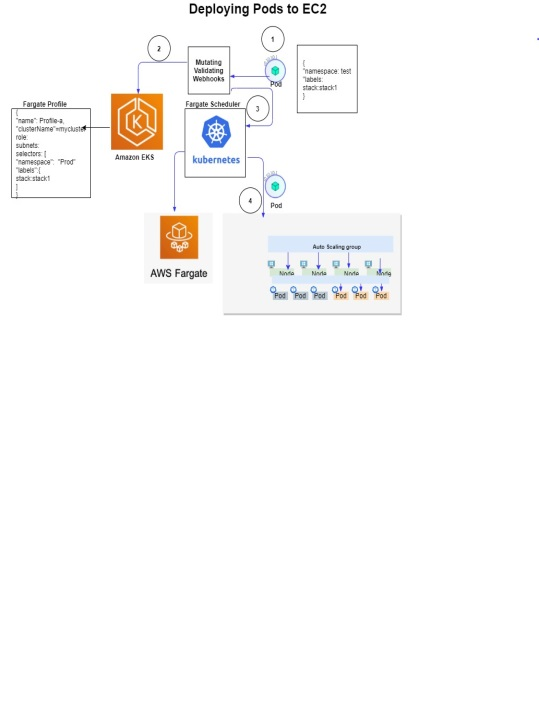 Deploying Pods to EC2
1
2
Mutating
Validating
Webhooks
Pod
{
"namespace: test
"labels:
stack:stack1
}
Fargate Profile
{
"name": Profile-a,
"clusterName"=mycluster
role:
subnets:
selectors: [
"namespace": "Prod"
"labels":{
stack:stack1
]
}
Amazon EKS
Fargate Scheduler
3
kubernetes
4
Pod
AWS Fargate
Auto Scaling group
Node Node Node Node
Pod Pod Pod Pod Pod Pod